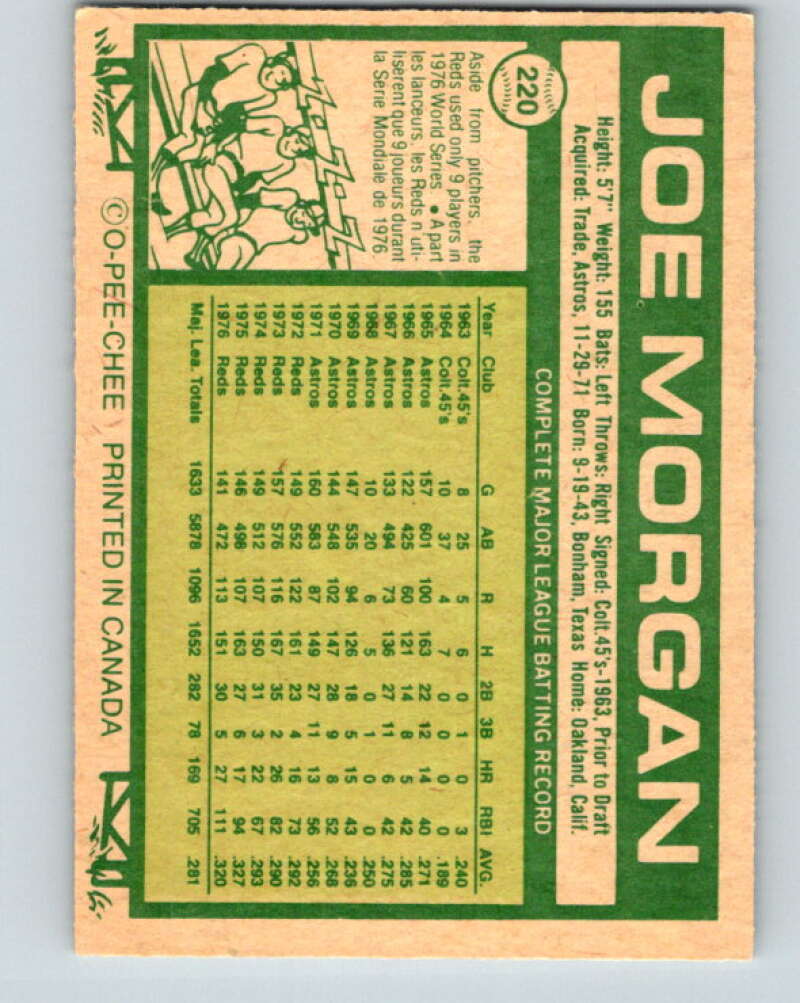 JOE MORGAN
Height: 5'7" Weight: 155 Bats: Left Throws: Right Signed: Colt.45's-1963, Prior to Draft
Acquired: Trade, Astros, 11-29-71 Born: 9-19-43, Bonham, Texas Home: Oakland, Calif.
220
Aside from pitchers, the
Reds used only 9 players in
1976 World Series. ● A part
les lanceurs, les Reds n'uti-
liserent que 9 joueurs durant
la Serie Mondiale de 1976.
COMPLETE MAJOR LEAGUE BATTING RECORD
Year Club G AB R H 2B 3B HR RBI AVG.
1963 Colt.45's 8 25 5 6 0 1 0 3 .240
1964 Colt.45's 10 37 4 7 0 0 0 0 .189
1965 Astros 157 601 100 163 22 12 14 40 .271
1966 Astros 122 425 60 121 14 8 5 42 .285
1967 Astros 133 494 73 136 27 11 6 42 .275
1968 Astros 10 20 6 5 0 1 0 0 .250
1969 Astros 147 535 94 126 18 5 15 43 .236
1970 Astros 144 548 102 147 28 9 8 52 .268
1971 Astros 160 583 87 149 27 11 13 56 .256
1972 Reds 149 552 122 161 23 4 16 73 .292
1973 Reds 157 576 116 167 35 2 26 82 .290
1974 Reds 149 512 107 150 31 3 22 67 .293
1975 Reds 146 498 107 163 27 6 17 94 .327
1976 Reds 141 472 113 151 30 5 27 111 .320
Maj. Lea. Totals 1633 5878 1096 1652 282 78 169 705 .281
© O-PEE-CHEE PRINTED IN CANADA